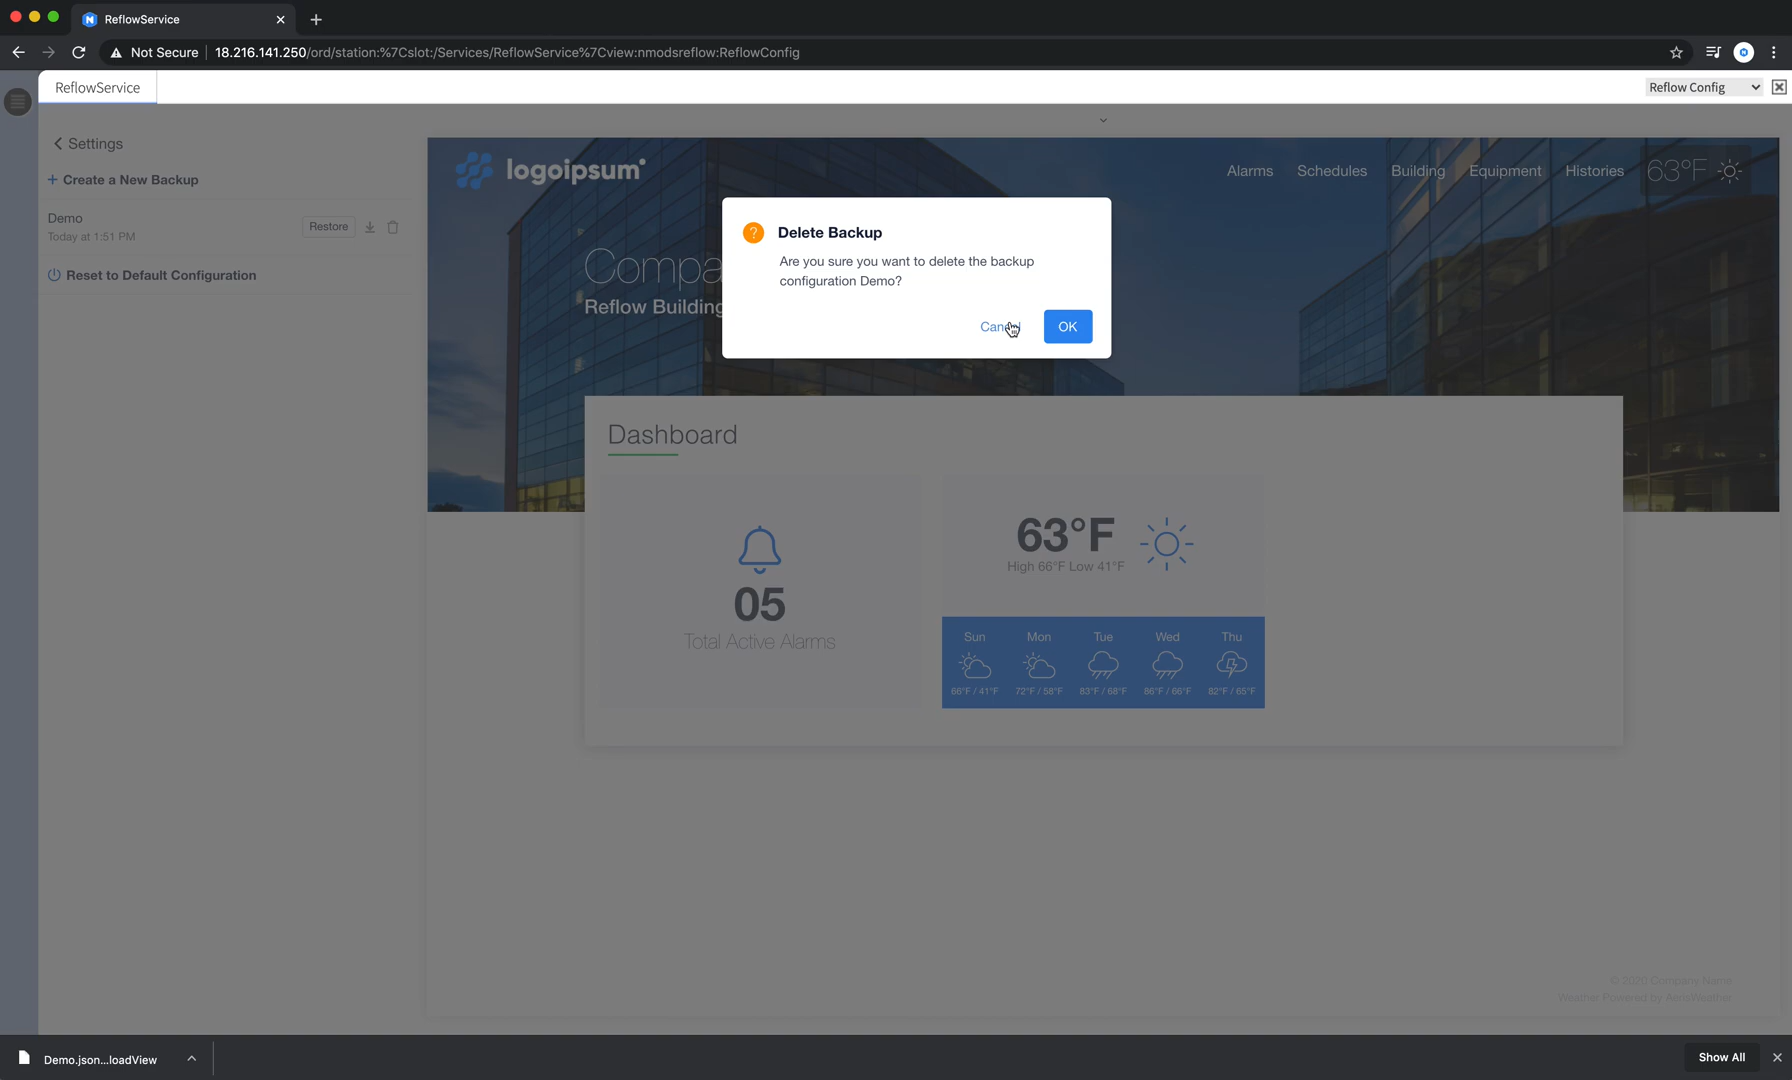 ReflowService
Not Secure
18.216.141.250/ord/station:%7Cslot:/Services/ReflowService%7Cview:nmodsreflow:ReflowConfig
ReflowService
Reflow Config
Settings
+ Create a New Backup
Demo
Today at 1:51 PM
Restore
Reset to Default Configuration
logoipsum
Alarms
Schedules
Building
Equipment
Histories
63°F
Compa
Reflow Building
? Delete Backup
Are you sure you want to delete the backup
configuration Demo?
Cancel
OK
Dashboard
05
Total Active Alarms
63°F
High 66°F Low 41°F
Sun Mon Tue Wed Thu
66°F / 41°F 72°F / 58°F 83°F / 68°F 86°F / 66°F 82°F / 65°F
© 2020 Company Name
Weather Powered by AerisWeather
Demo.json...loadView
Show All